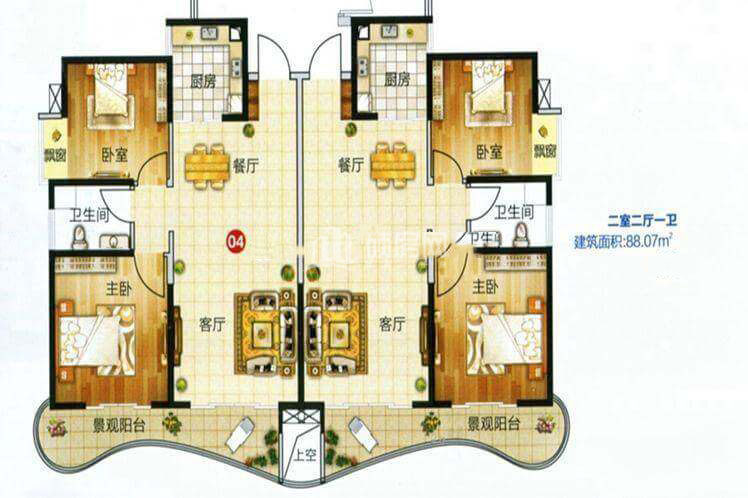 厨房
厨房
卧室
飘窗
餐厅
餐厅
卧室
飘窗
卫生间
04
卫生间
卫生
二室二厅一卫
建筑面积:88.07m²
主卧
客厅
客厅
主卧
景观阳台
上空
景观阳台